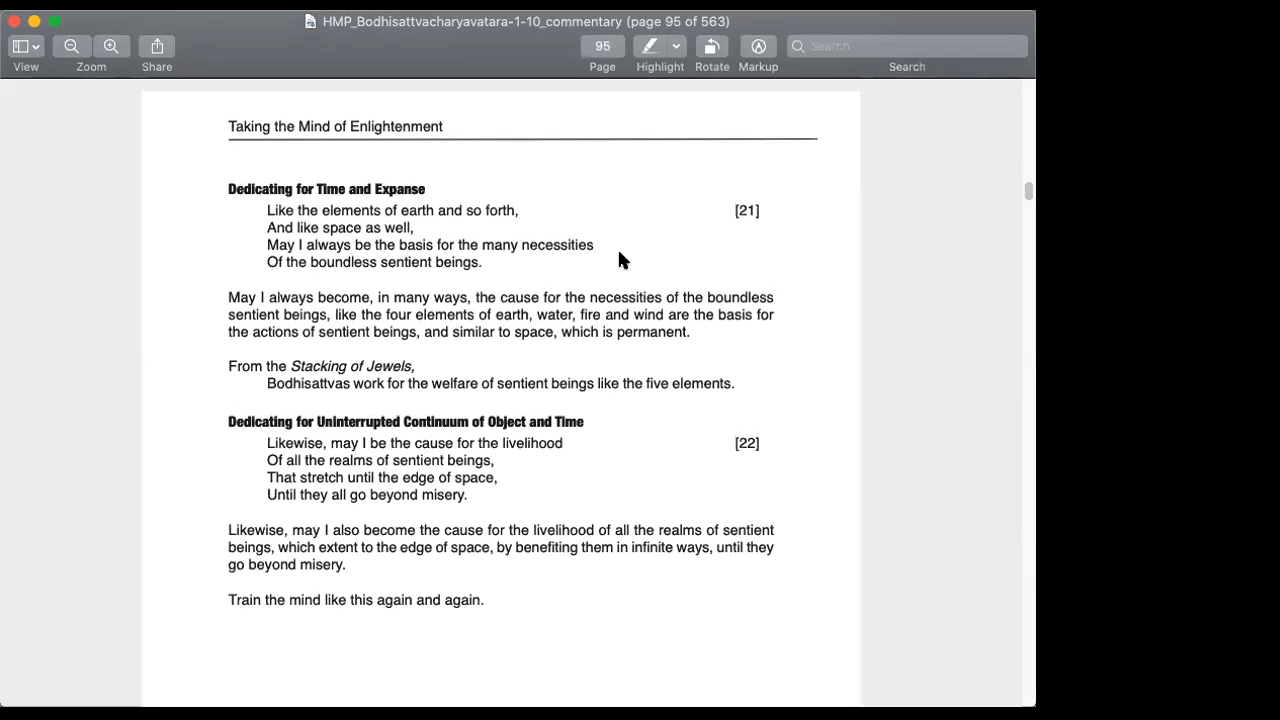 HMP_Bodhisattvacharyavatara-1-10_commentary (page 95 of 563)
95
Search
View
Zoom
Share
Page
Highlight
Rotate
Markup
Search
Taking the Mind of Enlightenment
Dedicating for Time and Expanse
Like the elements of earth and so forth, [21]
And like space as well,
May I always be the basis for the many necessities
Of the boundless sentient beings.
May I always become, in many ways, the cause for the necessities of the boundless
sentient beings, like the four elements of earth, water, fire and wind are the basis for
the actions of sentient beings, and similar to space, which is permanent.
From the Stacking of Jewels,
Bodhisattvas work for the welfare of sentient beings like the five elements.
Dedicating for Uninterrupted Continuum of Object and Time
Likewise, may I be the cause for the livelihood [22]
Of all the realms of sentient beings,
That stretch until the edge of space,
Until they all go beyond misery.
Likewise, may I also become the cause for the livelihood of all the realms of sentient
beings, which extent to the edge of space, by benefiting them in infinite ways, until they
go beyond misery.
Train the mind like this again and again.